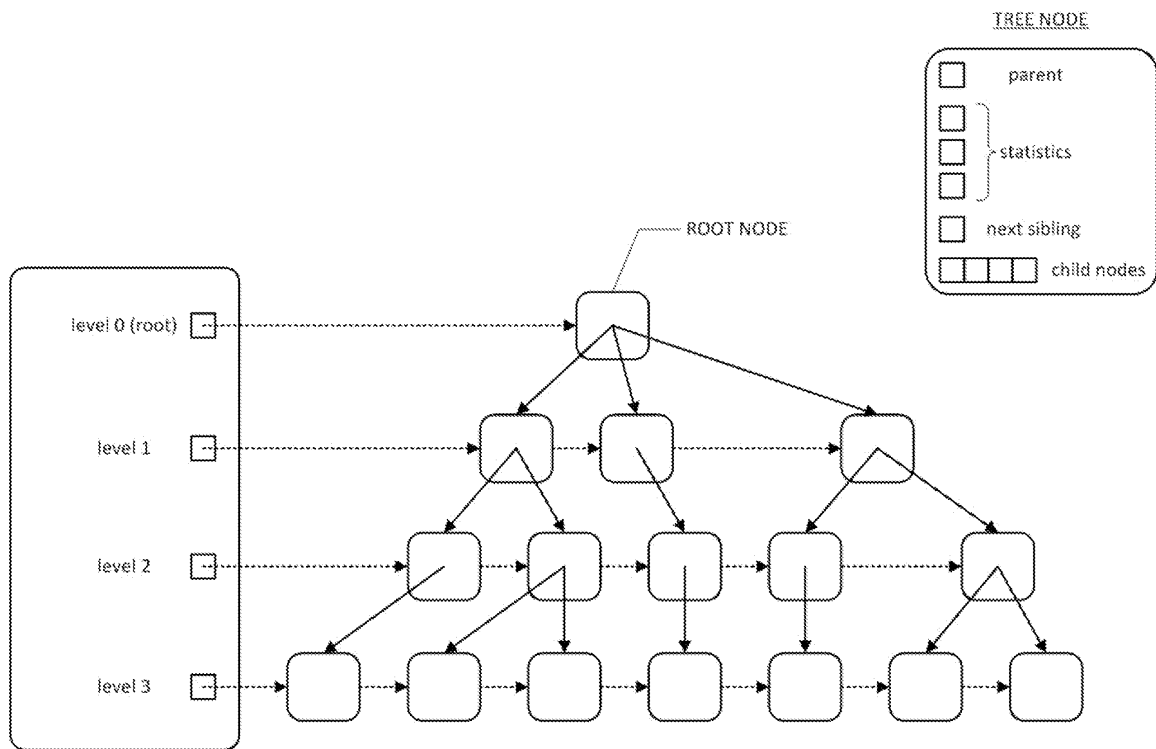 TREE NODE
parent
statistics
next sibling
child nodes
ROOT NODE
level 0 (root)
level 1
level 2
level 3